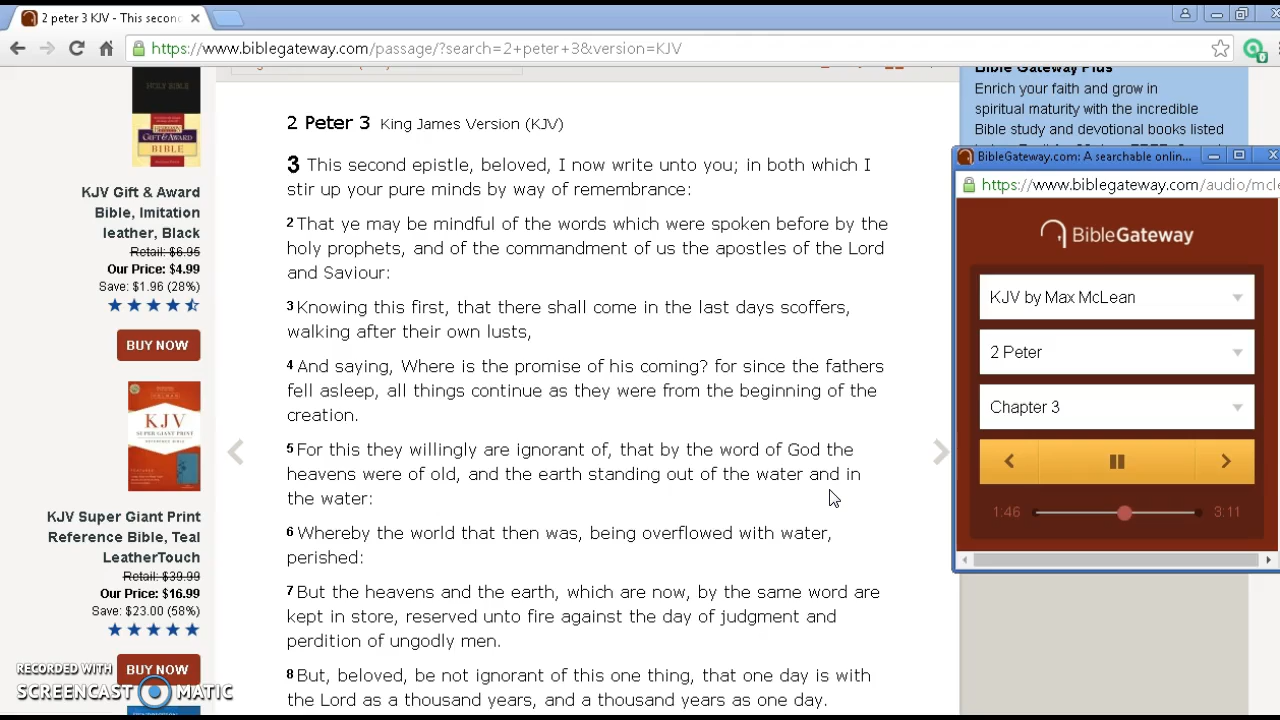 2 peter 3 KJV - This second
https://www.biblegateway.com/passage/?search=2+peter+3&version=KJV
HOLY BIBLE
GIFT & AWARD
BIBLE
KJV Gift & Award
Bible, Imitation
leather, Black
Retail: $6.95
Our Price: $4.99
Save: $1.96 (28%)
BUY NOW
KJV
SUPER GIANT PRINT
REFERENCE BIBLE
KJV Super Giant Print
Reference Bible, Teal
LeatherTouch
Retail: $39.99
Our Price: $16.99
Save: $23.00 (58%)
BUY NOW
RECORDED WITH
SCREENCAST MATIC
2 Peter 3 King James Version (KJV)
3 This second epistle, beloved, I now write unto you; in both which I
stir up your pure minds by way of remembrance:
2 That ye may be mindful of the words which were spoken before by the
holy prophets, and of the commandment of us the apostles of the Lord
and Saviour:
3 Knowing this first, that there shall come in the last days scoffers,
walking after their own lusts,
4 And saying, Where is the promise of his coming? for since the fathers
fell asleep, all things continue as they were from the beginning of the
creation.
5 For this they willingly are ignorant of, that by the word of God the
heavens were of old, and the earth standing out of the water and in
the water:
6 Whereby the world that then was, being overflowed with water,
perished:
7 But the heavens and the earth, which are now, by the same word are
kept in store, reserved unto fire against the day of judgment and
perdition of ungodly men.
8 But, beloved, be not ignorant of this one thing, that one day is with
the Lord as a thousand years, and a thousand years as one day.
Bible Gateway Plus
Enrich your faith and grow in
spiritual maturity with the incredible
Bible study and devotional books listed
BibleGateway.com: A searchable onlin...
https://www.biblegateway.com/audio/mcle
BibleGateway
KJV by Max McLean
2 Peter
Chapter 3
1:46 3:11